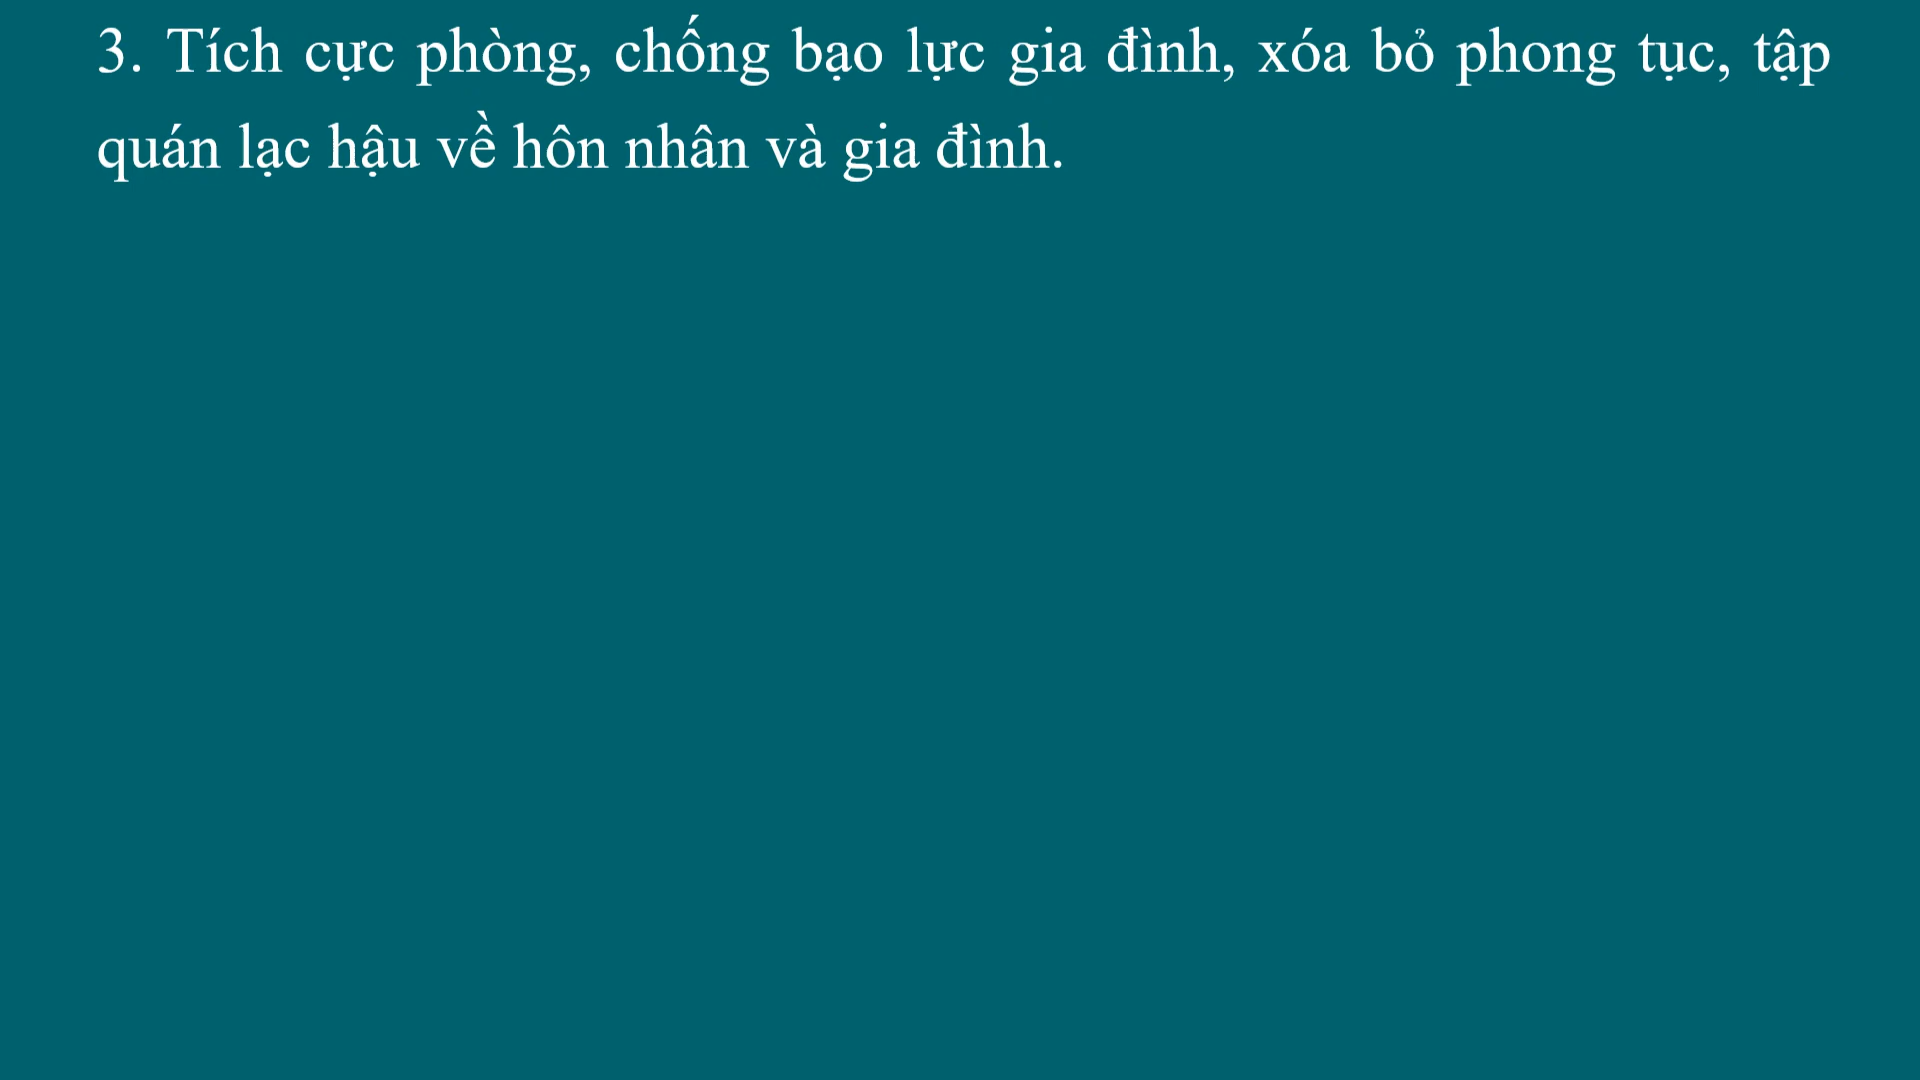 3. Tích cực phòng, chống bạo lực gia đình, xóa bỏ phong tục, tập
quán lạc hậu về hôn nhân và gia đình.